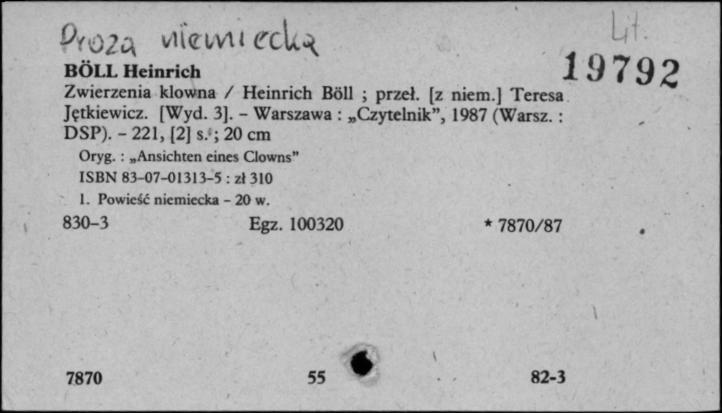 Proza niemiecka
Lit.
19792
BÖLL Heinrich
Zwierzenia klowna / Heinrich Böll ; przeł. [z niem.] Teresa
Jętkiewicz. [Wyd. 3]. – Warszawa : „Czytelnik”, 1987 (Warsz. :
DSP). – 221, [2] s. ; 20 cm
Oryg. : „Ansichten eines Clowns”
ISBN 83-07-01313-5 : zł 310
1. Powieść niemiecka – 20 w.
830–3 Egz. 100320 * 7870/87
7870 55 82-3